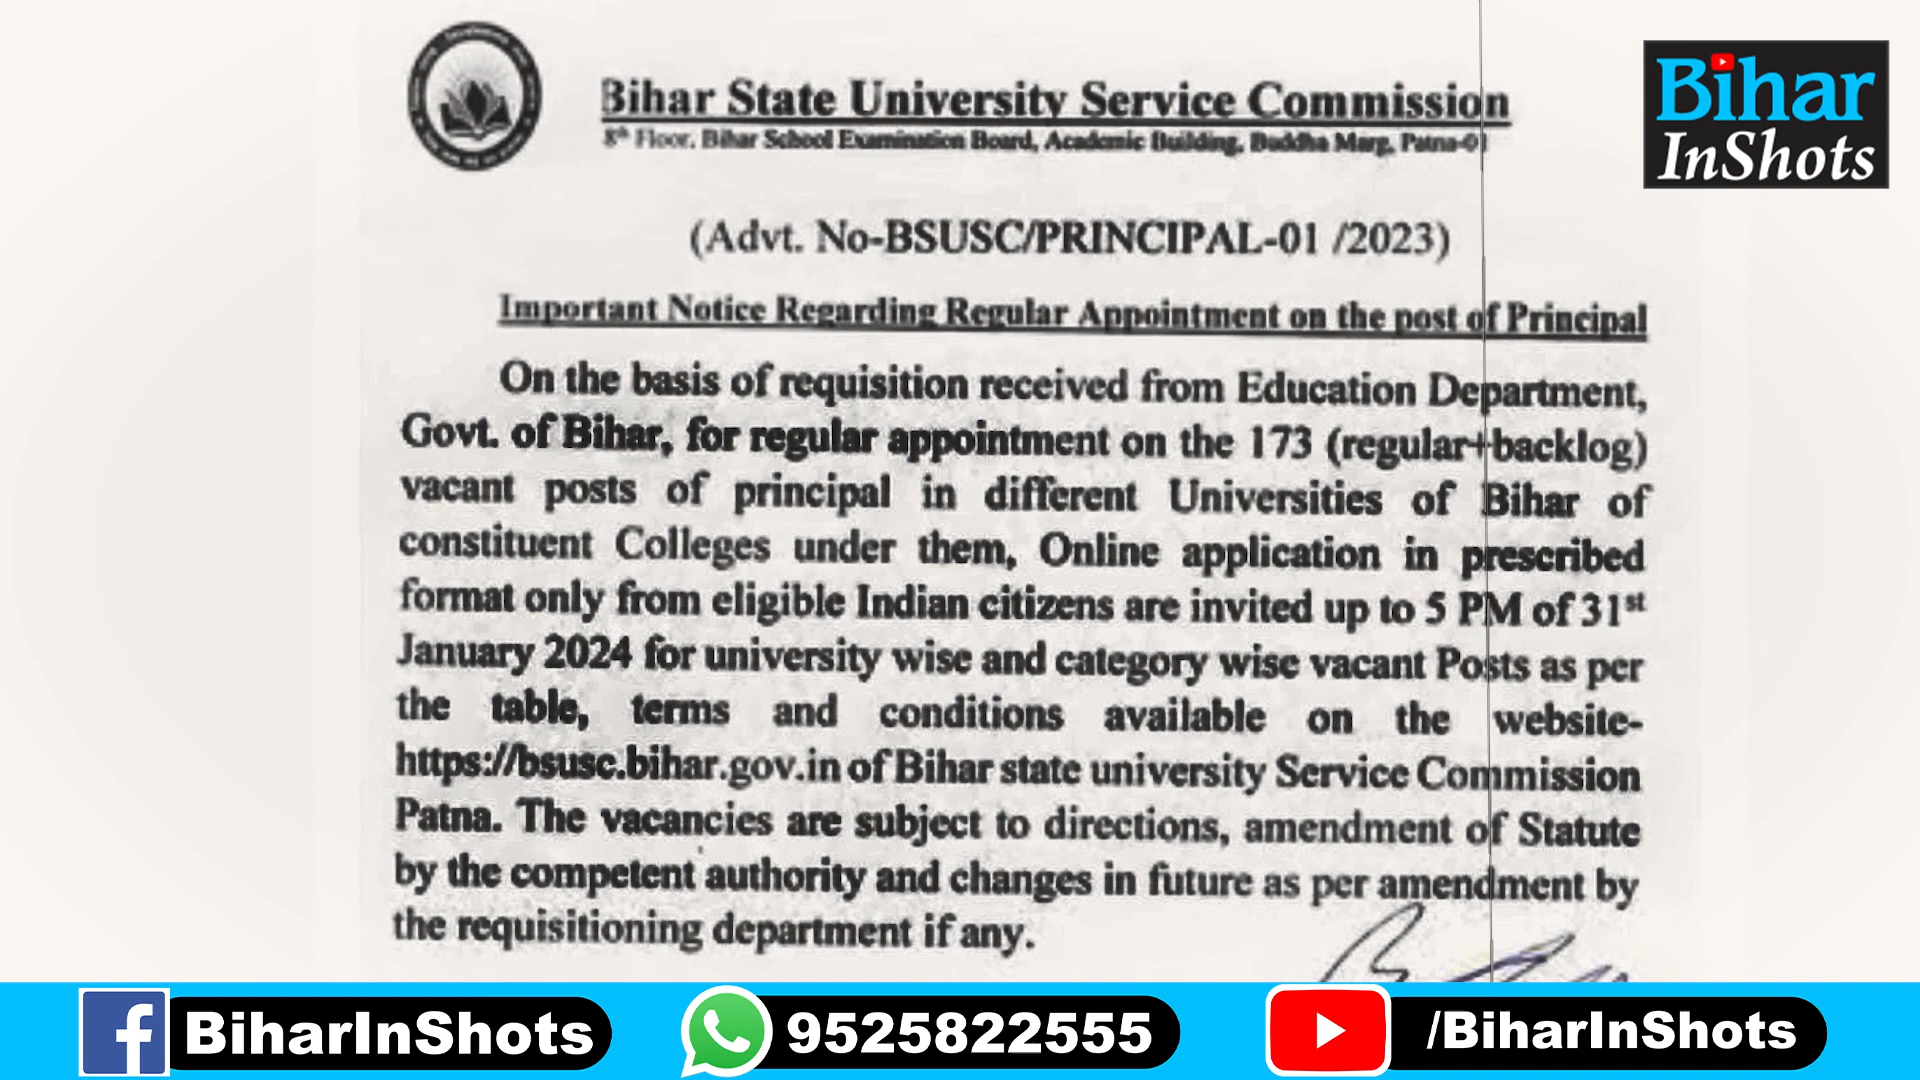 Bihar State University Service Commission
8th Floor, Bihar School Examination Board, Academic Building, Buddha Marg, Patna-01
Bihar
InShots
(Advt. No-BSUSC/PRINCIPAL-01 /2023)
Important Notice Regarding Regular Appointment on the post of Principal
On the basis of requisition received from Education Department,
Govt. of Bihar, for regular appointment on the 173 (regular+backlog)
vacant posts of principal in different Universities of Bihar of
constituent Colleges under them, Online application in prescribed
format only from eligible Indian citizens are invited up to 5 PM of 31st
January 2024 for university wise and category wise vacant Posts as per
the table, terms and conditions available on the website-
https://bsusc.bihar.gov.in of Bihar state university Service Commission
Patna. The vacancies are subject to directions, amendment of Statute
by the competent authority and changes in future as per amendment by
the requisitioning department if any.
BiharInShots
9525822555
/BiharInShots